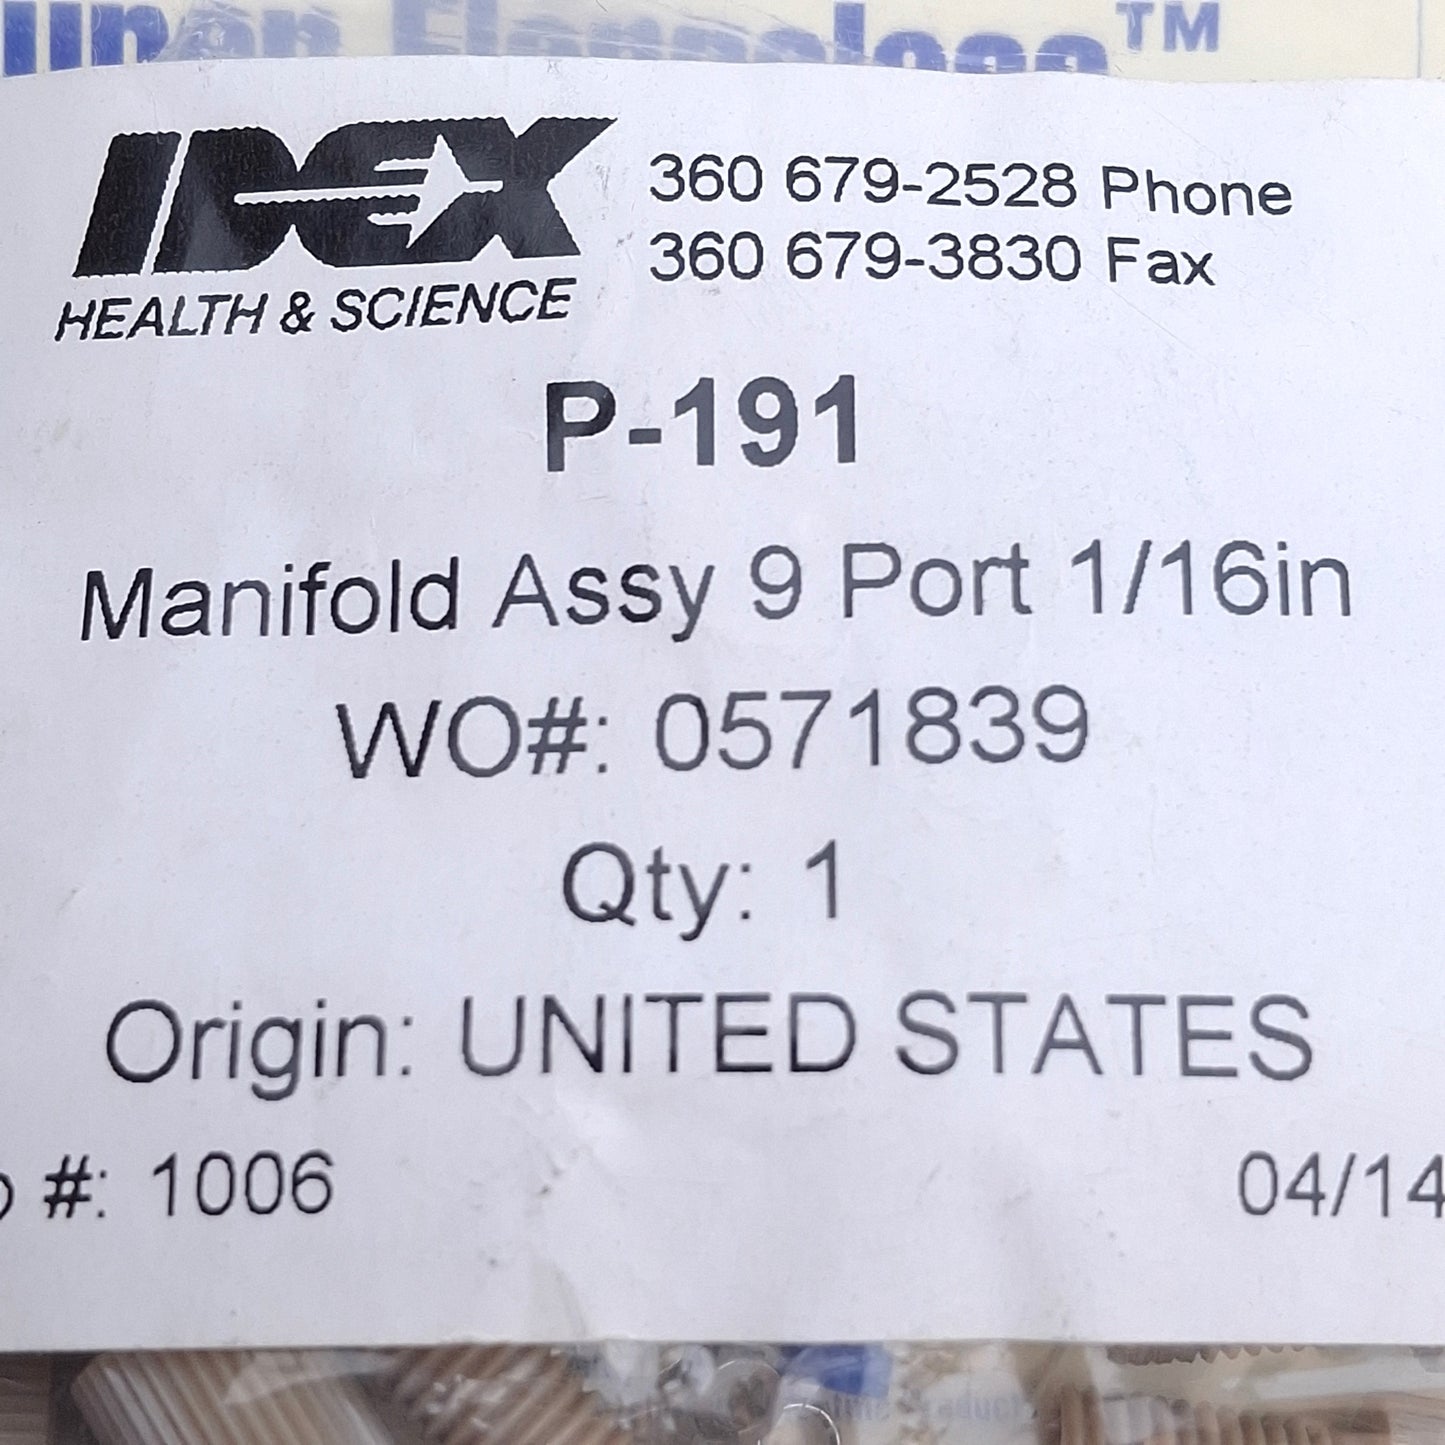 Flangeless™
IDEX
HEALTH & SCIENCE
360 679-2528 Phone
360 679-3830 Fax
P-191
Manifold Assy 9 Port 1/16in
WO#: 0571839
Qty: 1
Origin: UNITED STATES
#: 1006
04/14